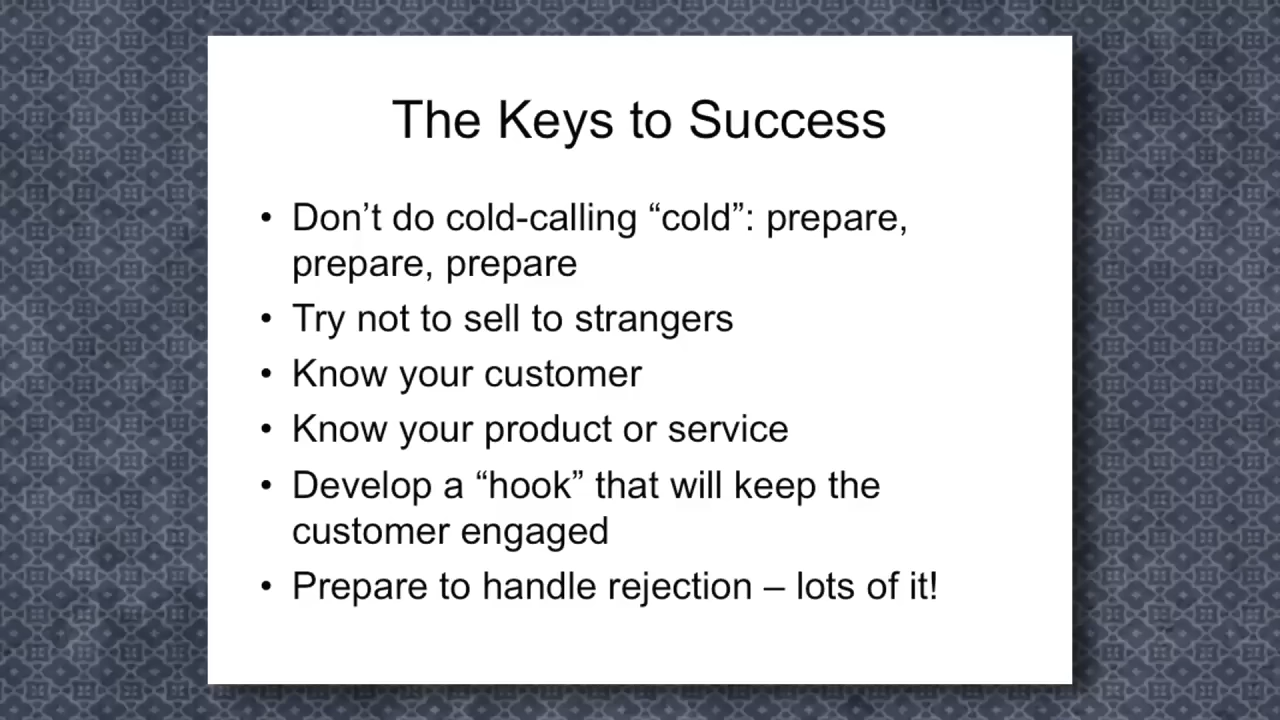 The Keys to Success
• Don’t do cold-calling “cold”: prepare,
prepare, prepare
• Try not to sell to strangers
• Know your customer
• Know your product or service
• Develop a “hook” that will keep the
customer engaged
• Prepare to handle rejection – lots of it!